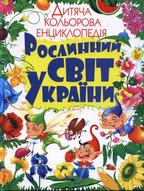 Дитяча
кольорова
енциклопедія
Рослинний
світ
України